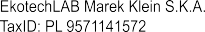 EkotechLAB Marek Klein S.K.A.
TaxID: PL 9571141572